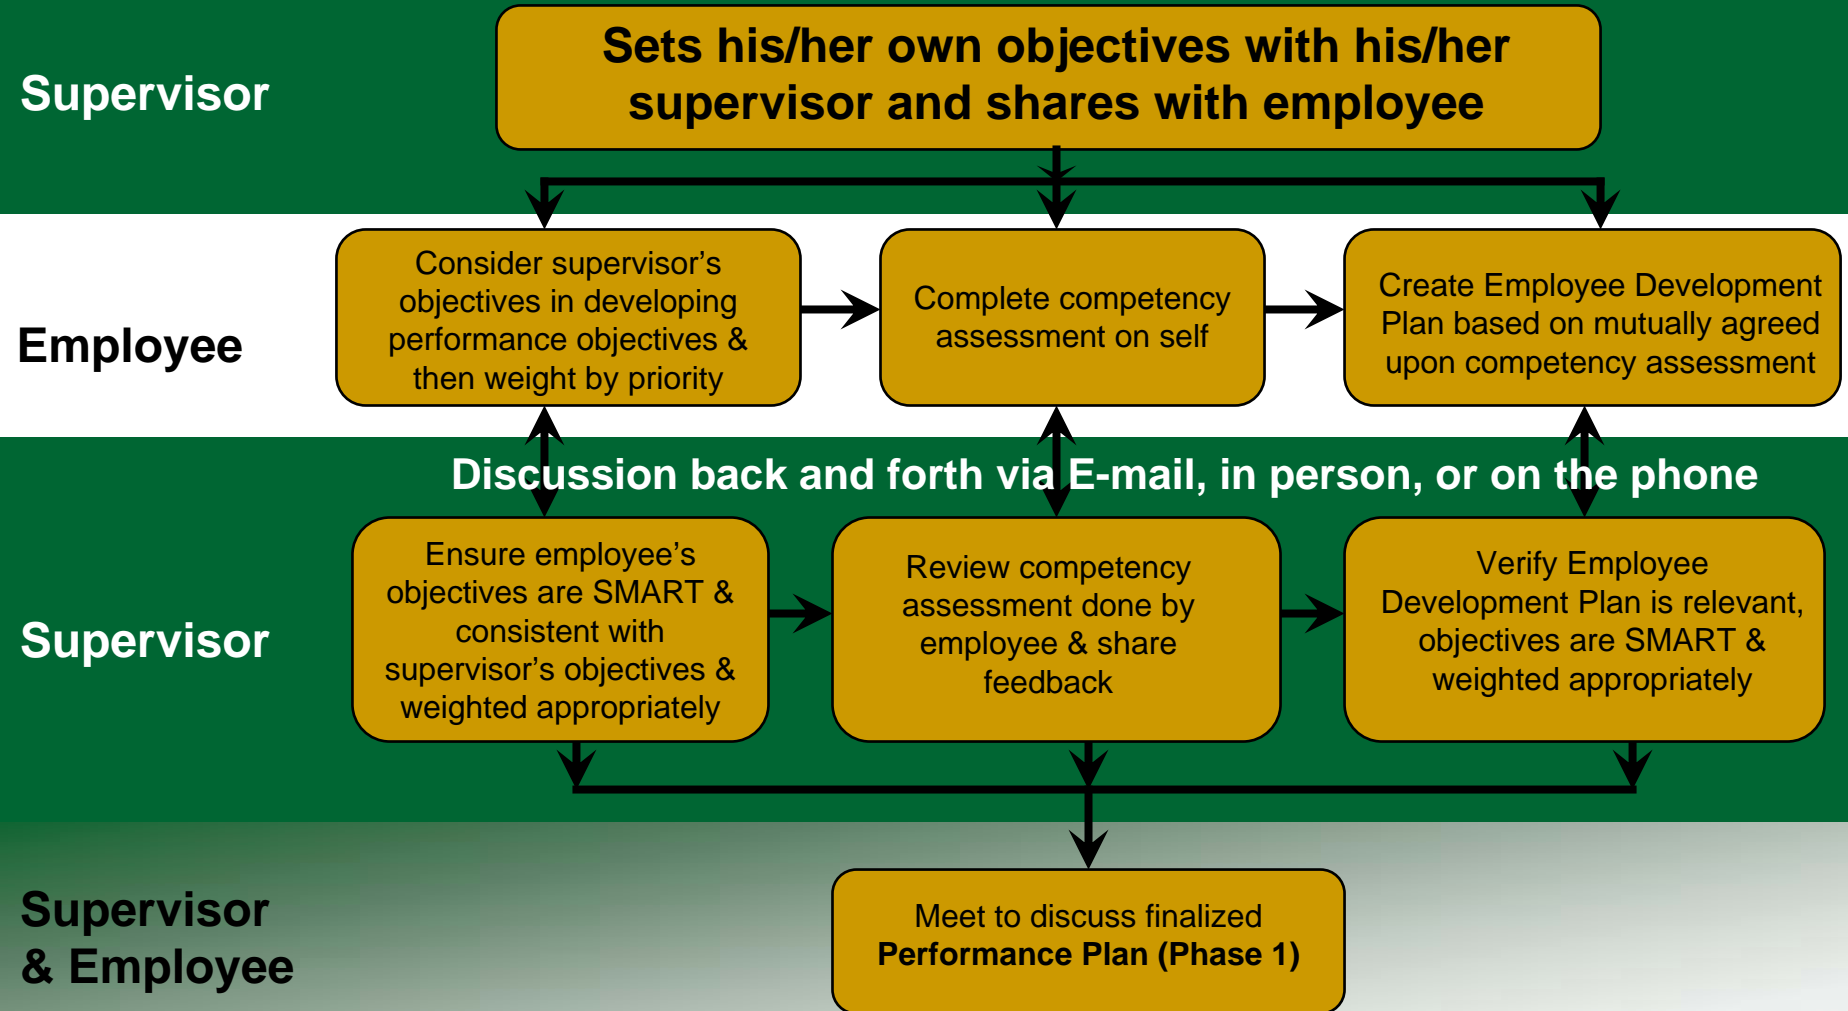 Supervisor
Sets his/her own objectives with his/her
supervisor and shares with employee
Employee
Consider supervisor’s
objectives in developing
performance objectives &
then weight by priority
Complete competency
assessment on self
Create Employee Development
Plan based on mutually agreed
upon competency assessment
Discussion back and forth via E-mail, in person, or on the phone
Supervisor
Ensure employee’s
objectives are SMART &
consistent with
supervisor’s objectives &
weighted appropriately
Review competency
assessment done by
employee & share
feedback
Verify Employee
Development Plan is relevant,
objectives are SMART &
weighted appropriately
Supervisor
& Employee
Meet to discuss finalized
Performance Plan (Phase 1)